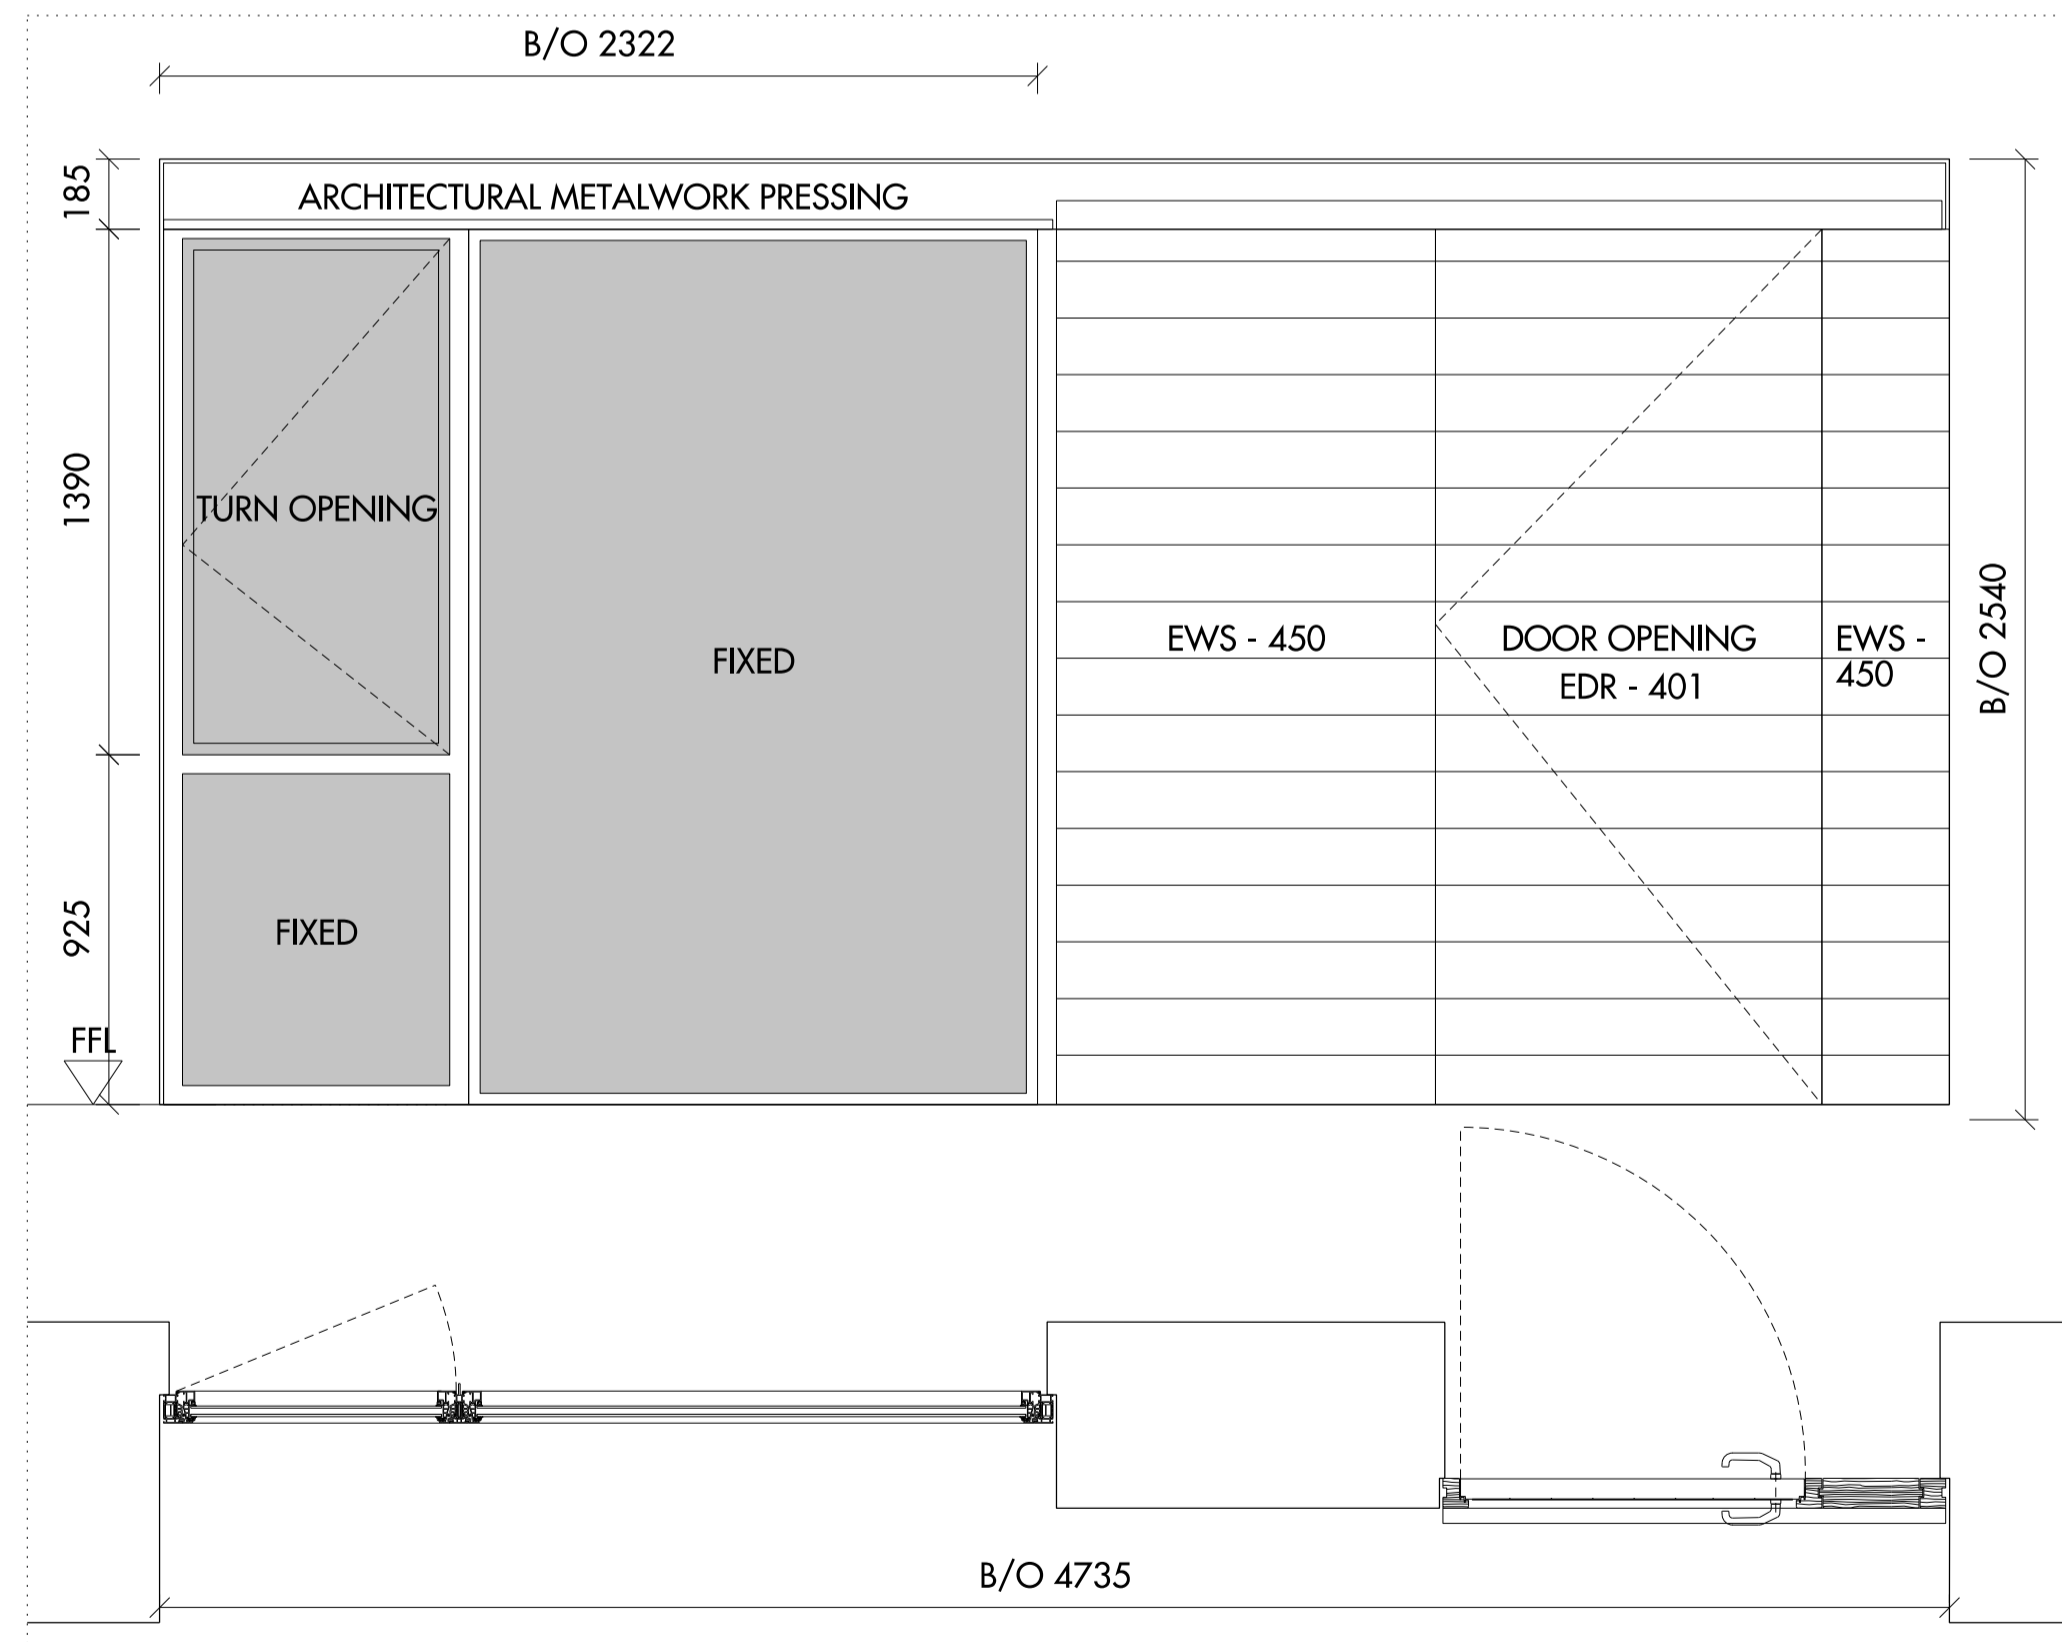 B/O 2322
185
ARCHITECTURAL METALWORK PRESSING
1390
TURN OPENING
FIXED
EWS - 450
DOOR OPENING
EDR - 401
EWS -
450
B/O 2540
925
FIXED
FFL
B/O 4735